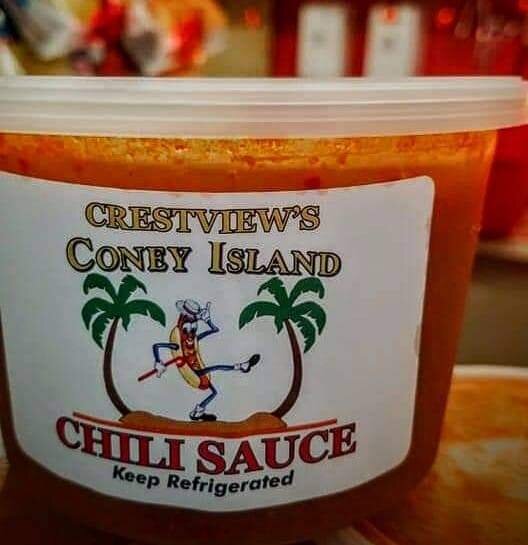 CRESTVIEW'S
CONEY ISLAND
CHILI SAUCE
Keep Refrigerated